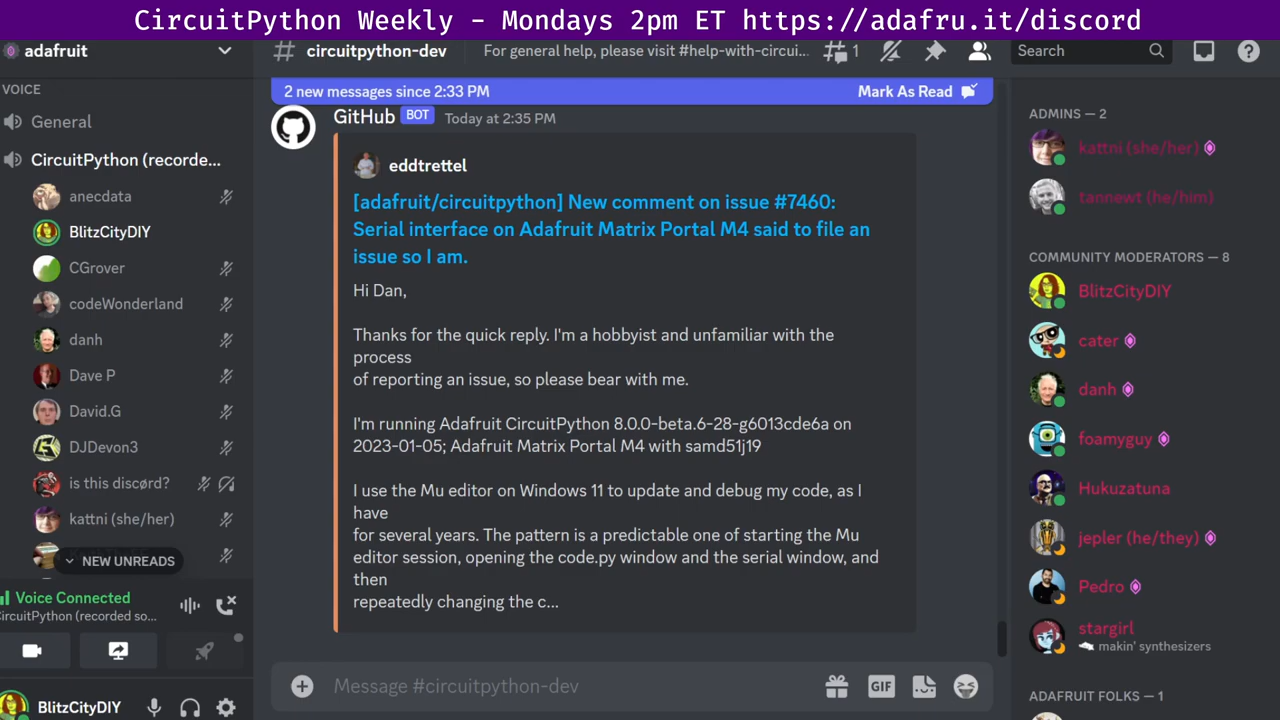 CircuitPython Weekly - Mondays 2pm ET https://adafru.it/discord
adafruit
VOICE
General
CircuitPython (recorde...
anecdata
BlitzCityDIY
CGrover
codeWonderland
danh
Dave P
David.G
DJDevon3
is this discørd?
kattni (she/her)
NEW UNREADS
Voice Connected
CircuitPython (recorded so...
BlitzCityDIY
# circuitpython-dev
For general help, please visit #help-with-circui...
1
Search
2 new messages since 2:33 PM
Mark As Read
GitHub BOT Today at 2:35 PM
eddtrettel
[adafruit/circuitpython] New comment on issue #7460:
Serial interface on Adafruit Matrix Portal M4 said to file an
issue so I am.
Hi Dan,
Thanks for the quick reply. I'm a hobbyist and unfamiliar with the
process
of reporting an issue, so please bear with me.
I'm running Adafruit CircuitPython 8.0.0-beta.6-28-g6013cde6a on
2023-01-05; Adafruit Matrix Portal M4 with samd51j19
I use the Mu editor on Windows 11 to update and debug my code, as I
have
for several years. The pattern is a predictable one of starting the Mu
editor session, opening the code.py window and the serial window, and
then
repeatedly changing the c...
Message #circuitpython-dev
GIF
ADMINS — 2
kattni (she/her)
tannewt (he/him)
COMMUNITY MODERATORS — 8
BlitzCityDIY
cater
danh
foamyguy
Hukuzatuna
jepler (he/they)
Pedro
stargirl
makin' synthesizers
ADAFRUIT FOLKS — 1